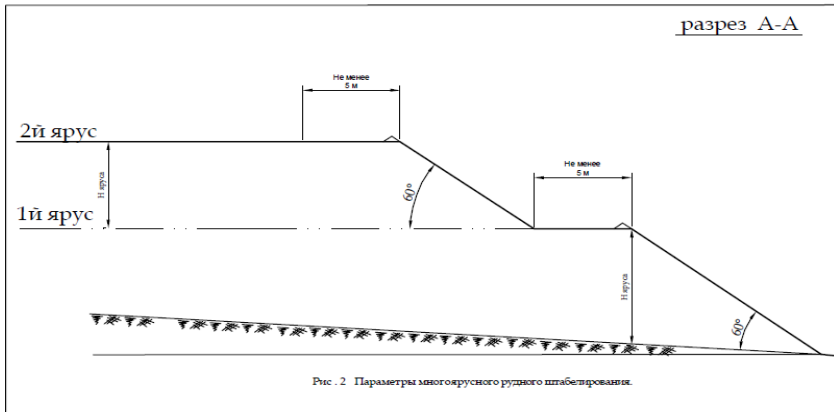 разрез А-А
Не менее
5 м
2й ярус
Н яруса
60°
Не менее
5 м
1й ярус
Н яруса
60°
Рис . 2 Параметры многоярусного рудного штабелирования.